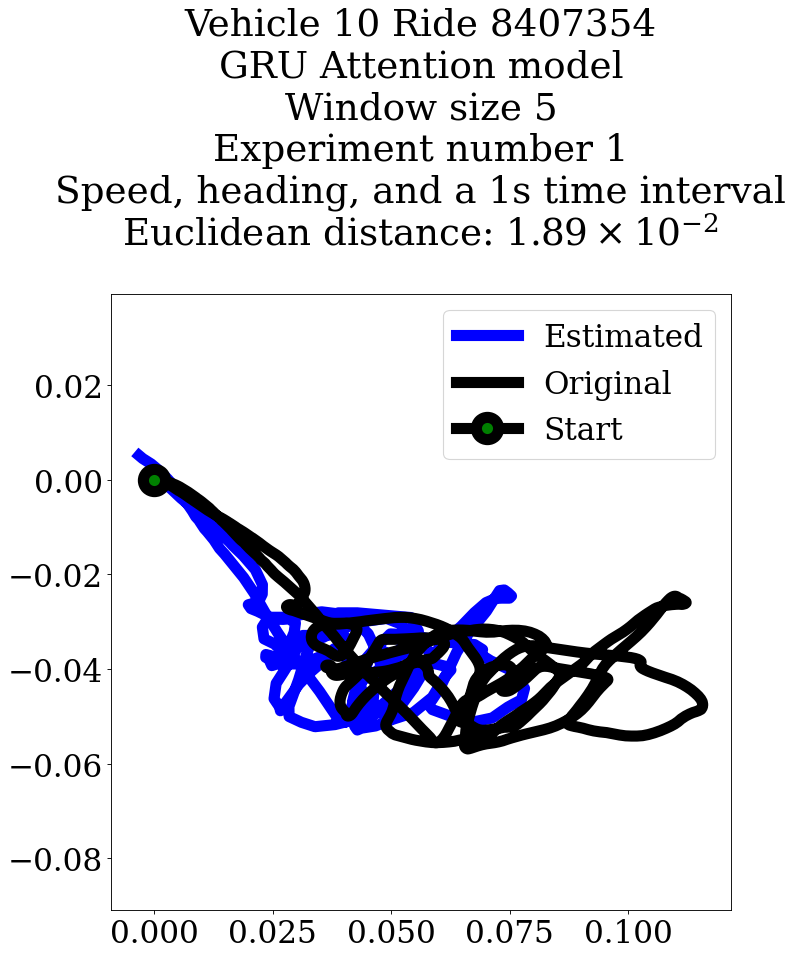 Vehicle 10 Ride 8407354
GRU Attention model
Window size 5
Experiment number 1
Speed, heading, and a 1s time interval
Euclidean distance: 1.89 × 10⁻²
Estimated
Original
Start
0.02
0.00
−0.02
−0.04
−0.06
−0.08
0.000 0.025 0.050 0.075 0.100